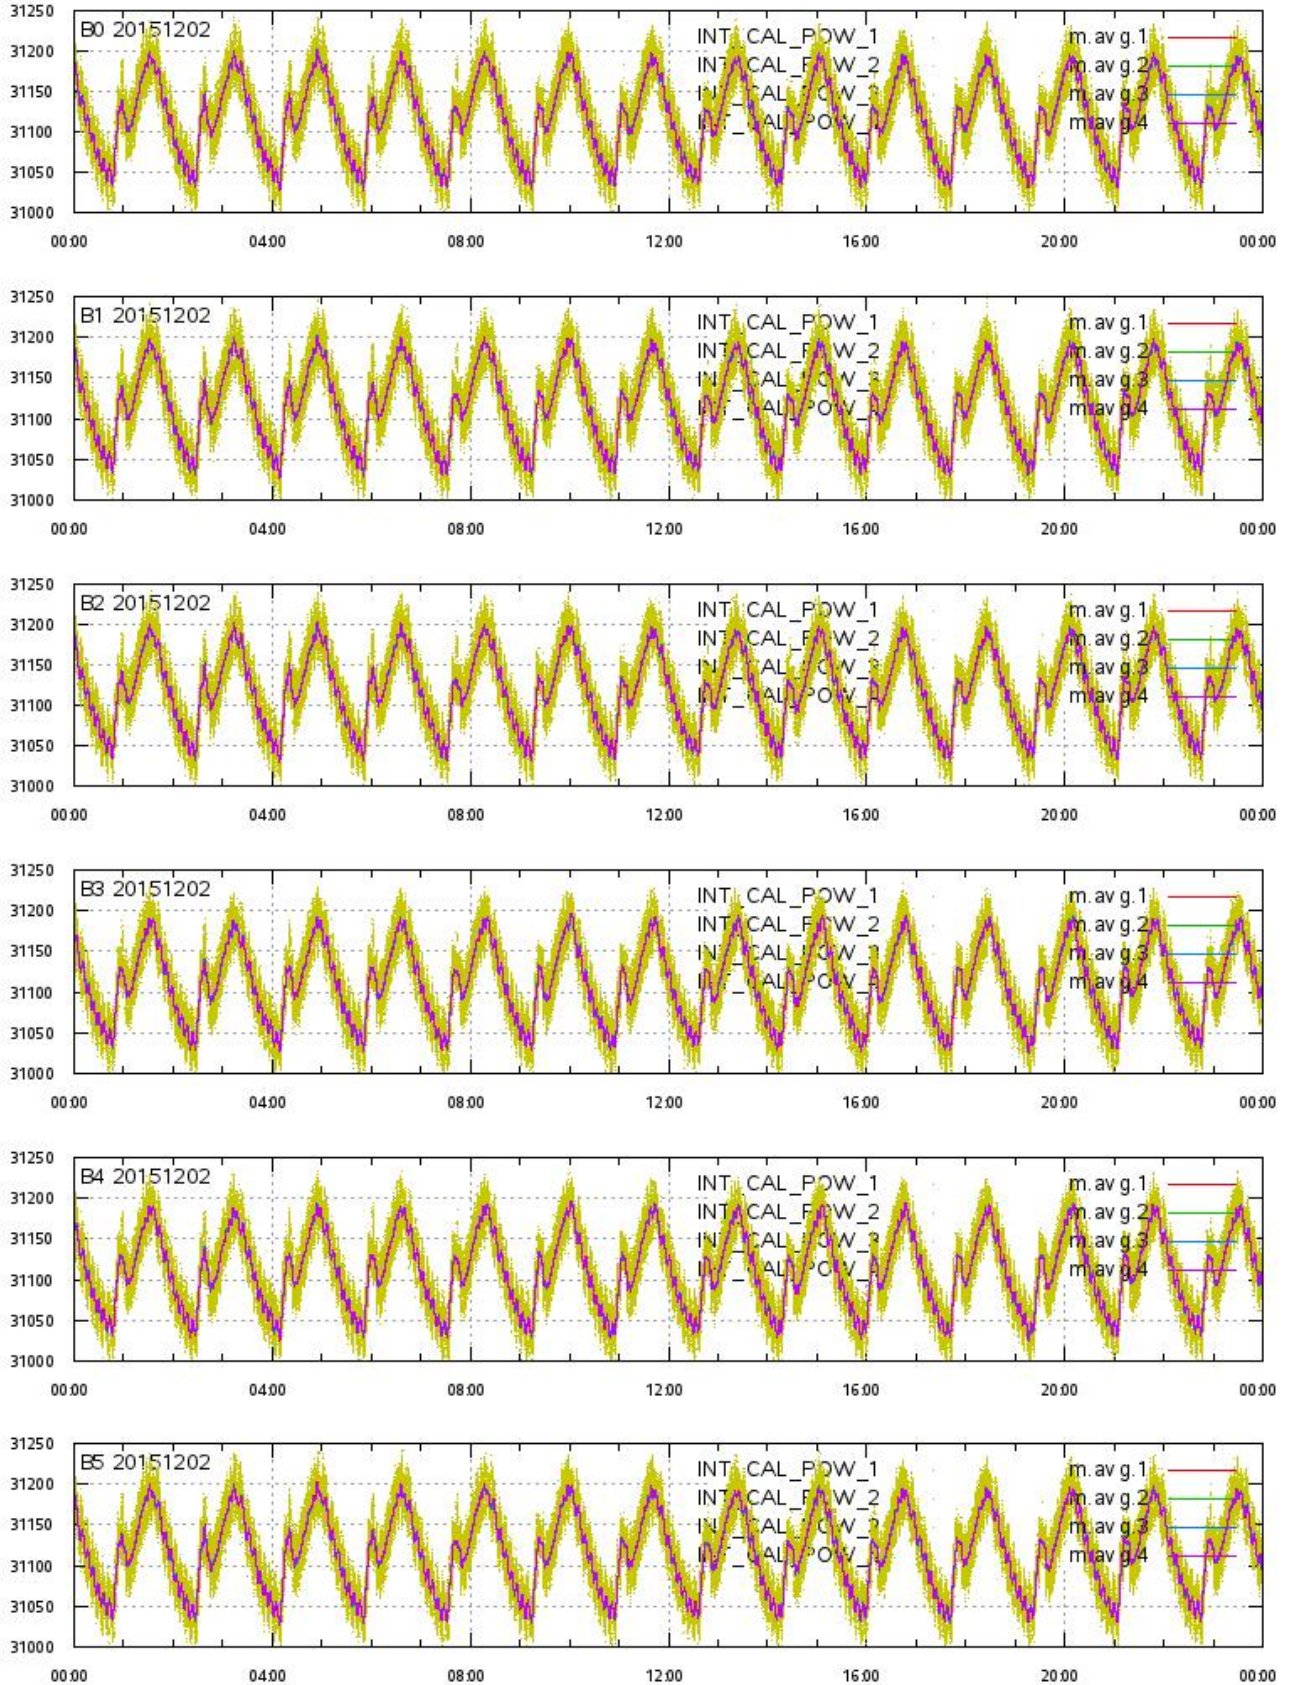 31250
B0 20151202 INT_CAL_POW_1 m.avg.1
31200
INT_CAL_POW_2 m.avg.2
31150
m.avg.3
31100
m.avg.4
31050
31000
00:00 04:00 08:00 12:00 16:00 20:00 00:00
31250
B1 20151202 INT_CAL_POW_1 m.avg.1
31200
INT_CAL_POW_2 m.avg.2
31150
m.avg.3
31100
m.avg.4
31050
31000
00:00 04:00 08:00 12:00 16:00 20:00 00:00
31250
B2 20151202 INT_CAL_POW_1 m.avg.1
31200
INT_CAL_POW_2 m.avg.2
31150
m.avg.3
31100
m.avg.4
31050
31000
00:00 04:00 08:00 12:00 16:00 20:00 00:00
31250
B3 20151202 INT_CAL_POW_1 m.avg.1
31200
INT_CAL_POW_2 m.avg.2
31150
m.avg.3
31100
m.avg.4
31050
31000
00:00 04:00 08:00 12:00 16:00 20:00 00:00
31250
B4 20151202 INT_CAL_POW_1 m.avg.1
31200
INT_CAL_POW_2 m.avg.2
31150
m.avg.3
31100
m.avg.4
31050
31000
00:00 04:00 08:00 12:00 16:00 20:00 00:00
31250
B5 20151202 INT_CAL_POW_1 m.avg.1
31200
INT_CAL_POW_2 m.avg.2
31150
m.avg.3
31100
m.avg.4
31050
31000
00:00 04:00 08:00 12:00 16:00 20:00 00:00